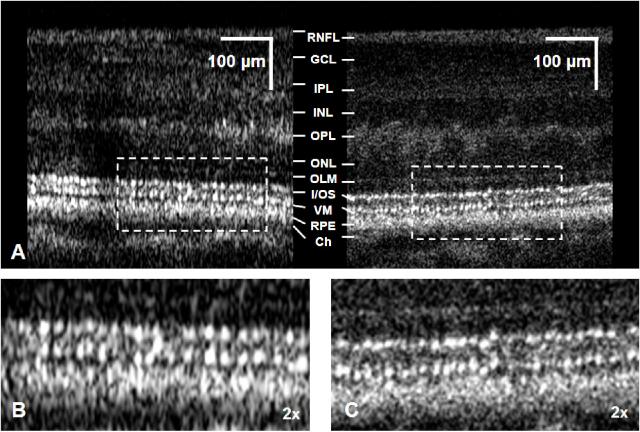 RNFL
100 µm
100 µm
GCL
IPL
INL
OPL
ONL
OLM
I/OS
VM
RPE
A
Ch
B
2x
C
2x